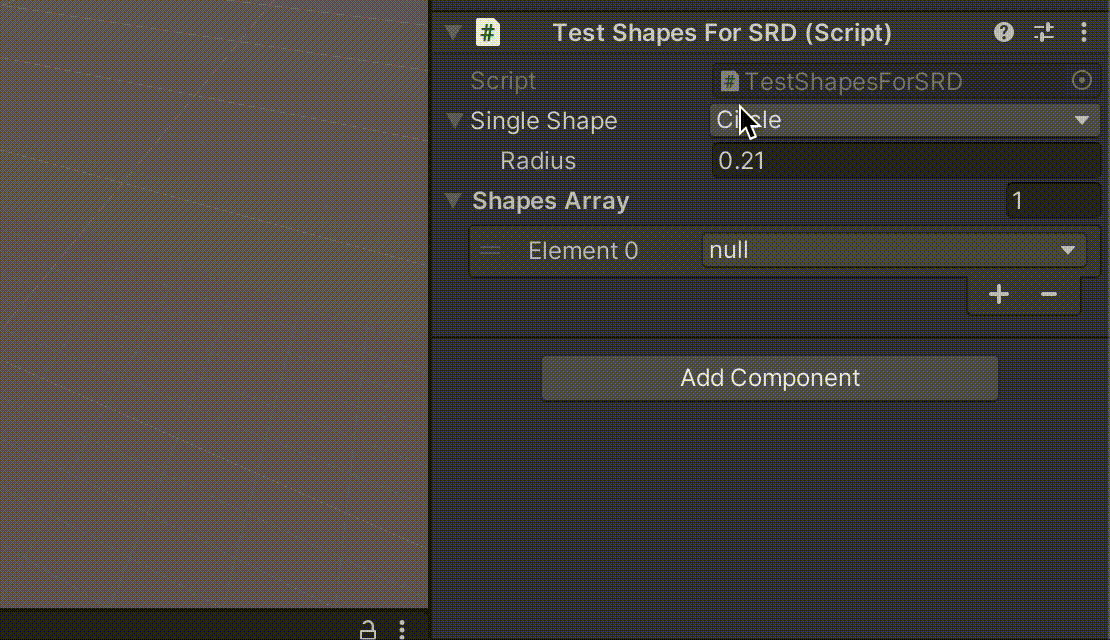 # Test Shapes For SRD (Script)
Script # TestShapesForSRD
Single Shape Circle
Radius 0.21
Shapes Array 1
Element 0 null
+ −
Add Component